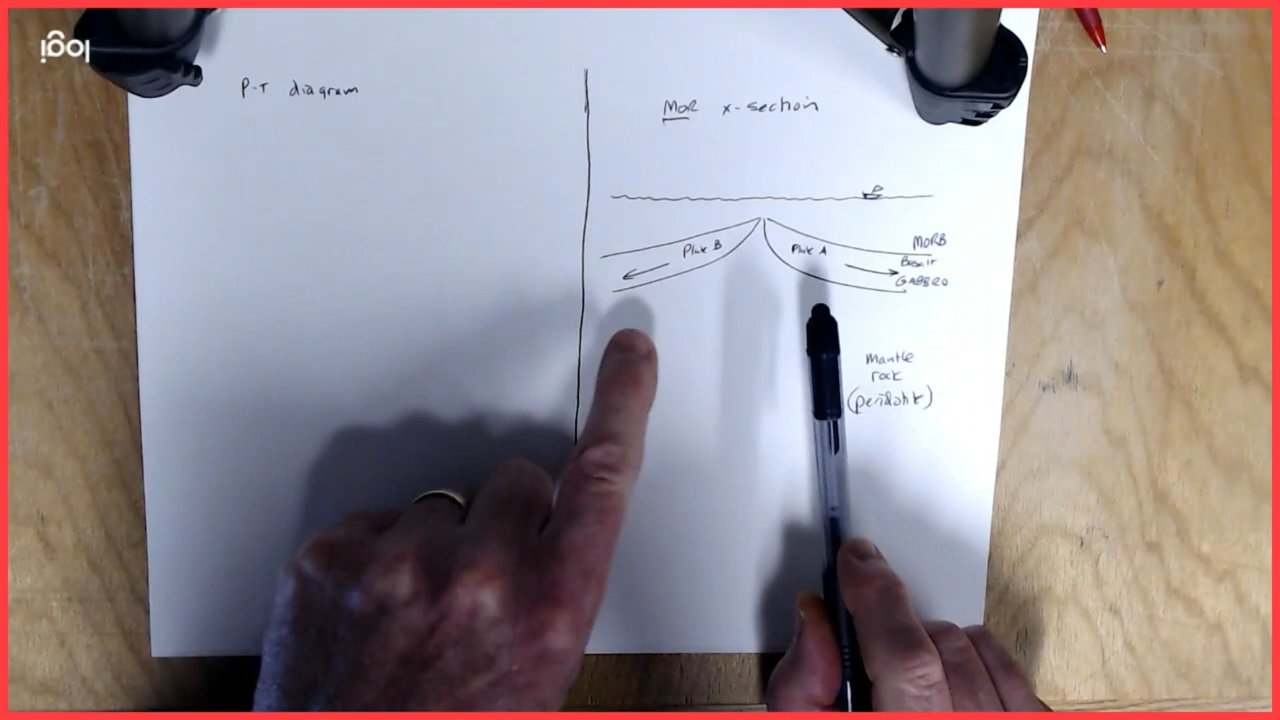 logi
P-T diagram
MOR x-section
Plate B
Plate A
MORB
Basalt
GABBRO
Mantle
rock
(peridotite)